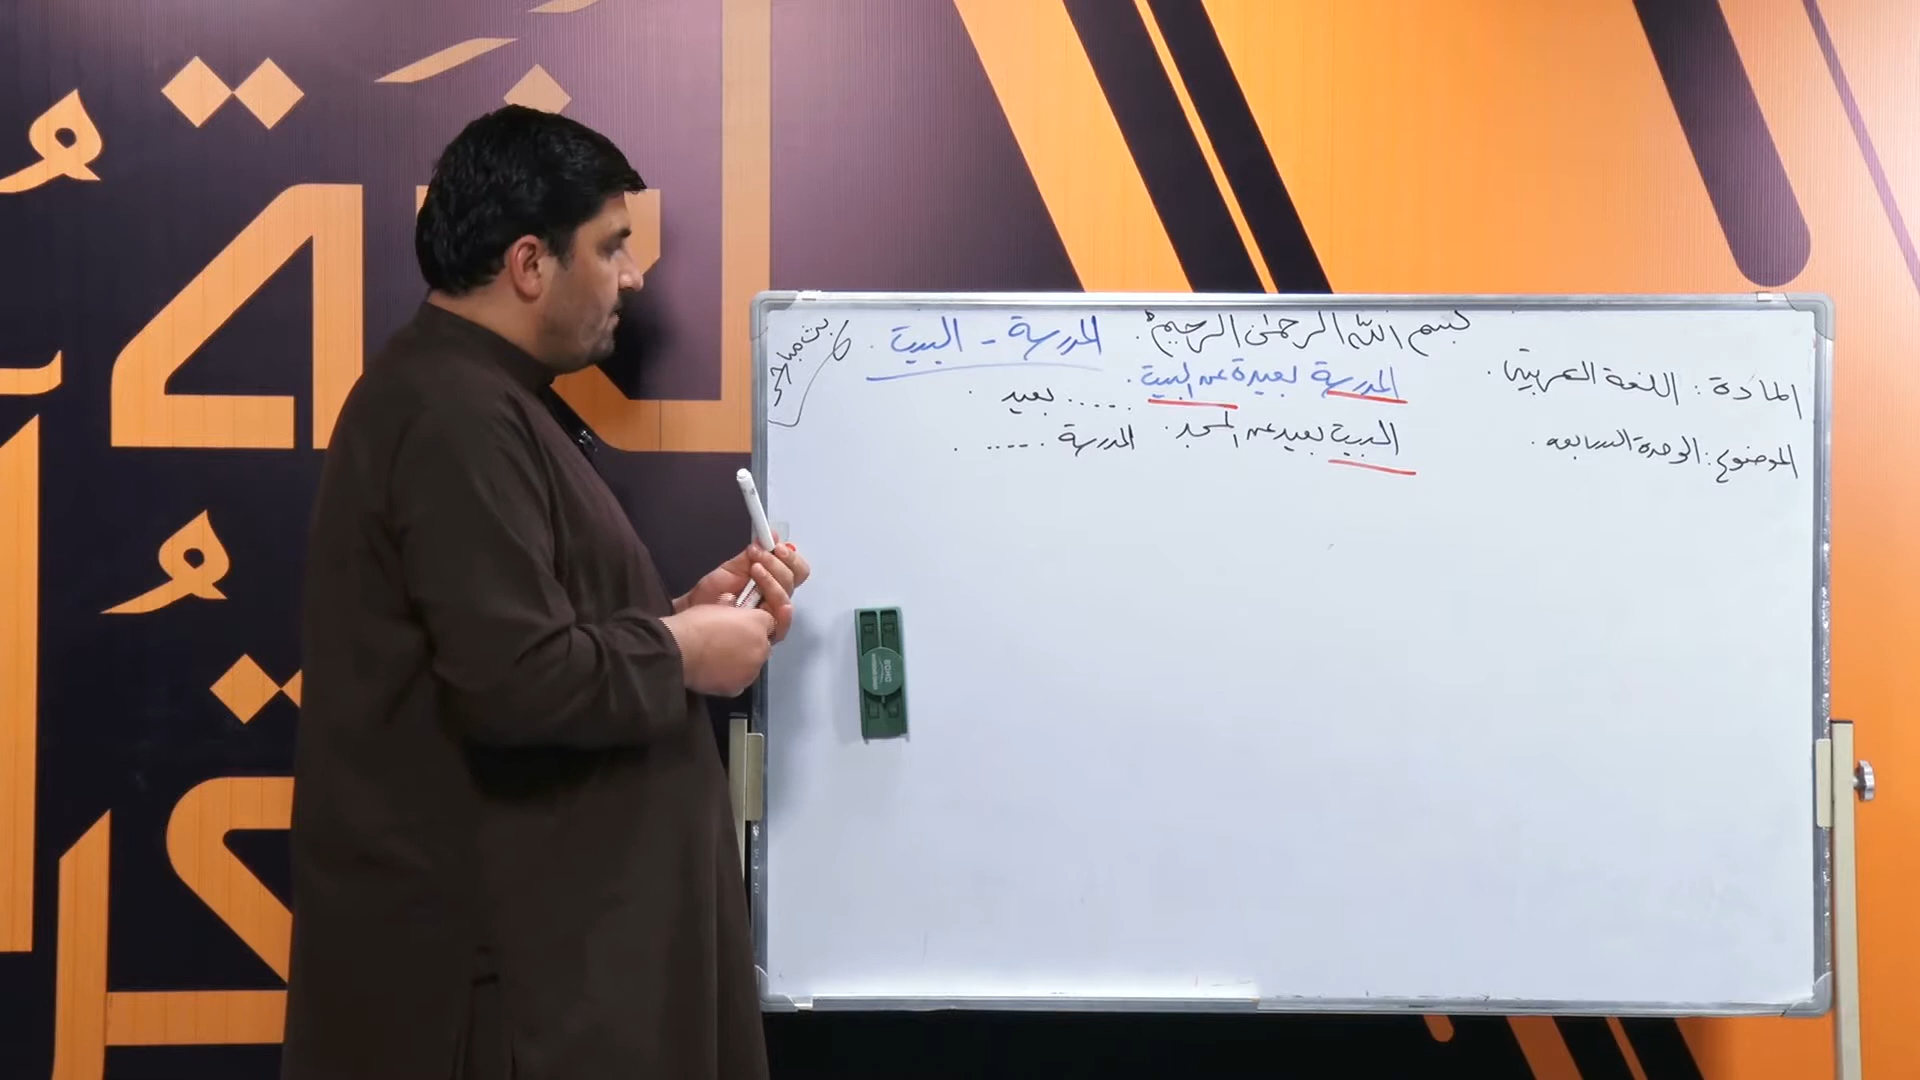 بسم الله الرحمن الرحيم
المادة: اللغة العربية.
الموضوع: الوحدة السابعة.
المدرسة - البيت.
المدرسة بعيدة عن البيت.
..... بعيد.
البيت بعيد عن المسجد.
المدرسة .....